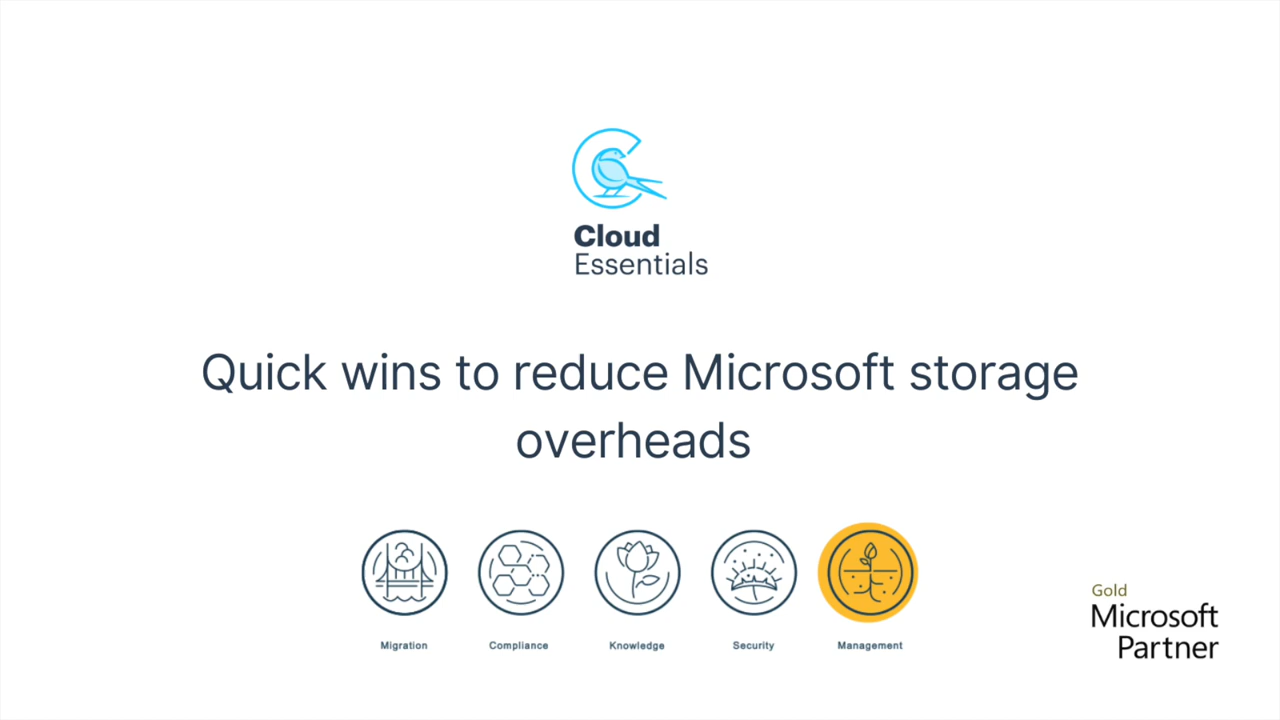 Cloud
Essentials
Quick wins to reduce Microsoft storage
overheads
Migration
Compliance
Knowledge
Security
Management
Gold
Microsoft
Partner